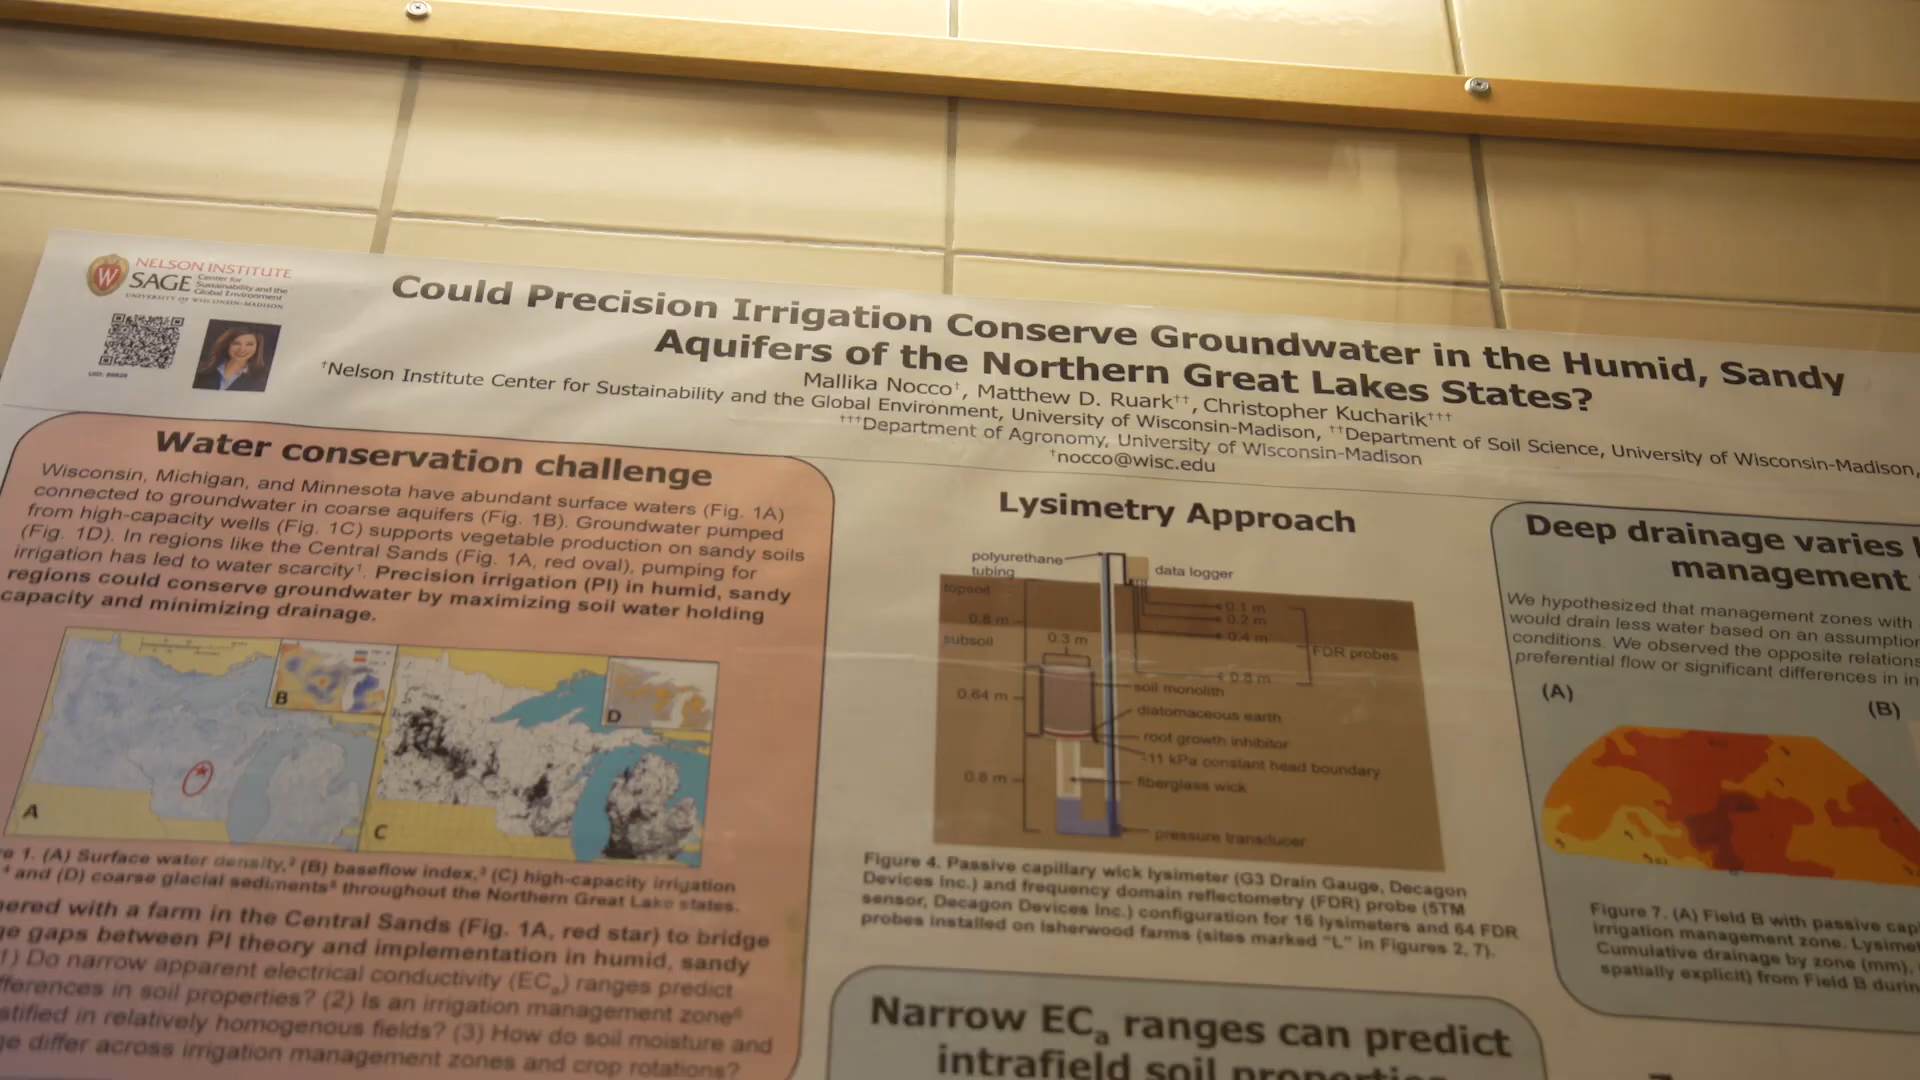 NELSON INSTITUTE
SAGE
Center for
Sustainability and the
Global Environment
UNIVERSITY OF WISCONSIN-MADISON
Could Precision Irrigation Conserve Groundwater in the Humid, Sandy
Aquifers of the Northern Great Lakes States?
Mallika Nocco†, Matthew D. Ruark††, Christopher Kucharik†††
†Nelson Institute Center for Sustainability and the Global Environment, University of Wisconsin-Madison, ††Department of Soil Science, University of Wisconsin-Madison,
†††Department of Agronomy, University of Wisconsin-Madison
†nocco@wisc.edu
Water conservation challenge
Wisconsin, Michigan, and Minnesota have abundant surface waters (Fig. 1A)
connected to groundwater in coarse aquifers (Fig. 1B). Groundwater pumped
from high-capacity wells (Fig. 1C) supports vegetable production on sandy soils
(Fig. 1D). In regions like the Central Sands (Fig. 1A, red oval), pumping for
irrigation has led to water scarcity¹. Precision irrigation (PI) in humid, sandy
regions could conserve groundwater by maximizing soil water holding
capacity and minimizing drainage.
A
B
C
D
1. (A) Surface water density,² (B) baseflow index,³ (C) high-capacity irrigation
⁴ and (D) coarse glacial sediments⁵ throughout the Northern Great Lake states.
nered with a farm in the Central Sands (Fig. 1A, red star) to bridge
ge gaps between PI theory and implementation in humid, sandy
1) Do narrow apparent electrical conductivity (ECa) ranges predict
fferences in soil properties? (2) Is an irrigation management zone⁶
stified in relatively homogenous fields? (3) How do soil moisture and
ge differ across irrigation management zones and crop rotations?
Lysimetry Approach
polyurethane
tubing
data logger
topsoil
0.8 m
subsoil
0.3 m
0.1 m
0.2 m
0.4 m
0.8 m
FDR probes
0.64 m
soil monolith
diatomaceous earth
root growth inhibitor
11 kPa constant head boundary
0.8 m
fiberglass wick
pressure transducer
Figure 4. Passive capillary wick lysimeter (G3 Drain Gauge, Decagon
Devices Inc.) and frequency domain reflectometry (FDR) probe (5TM
sensor, Decagon Devices Inc.) configuration for 16 lysimeters and 64 FDR
probes installed on Isherwood farms (sites marked "L" in Figures 2, 7).
Narrow ECa ranges can predict
intrafield soil properties
Deep drainage varies
management
We hypothesized that management zones with
would drain less water based on an assumption
conditions. We observed the opposite relations
preferential flow or significant differences in in
(A)
(B)
Figure 7. (A) Field B with passive cap
irrigation management zone. Lysime
Cumulative drainage by zone (mm),
spatially explicit) from Field B durin